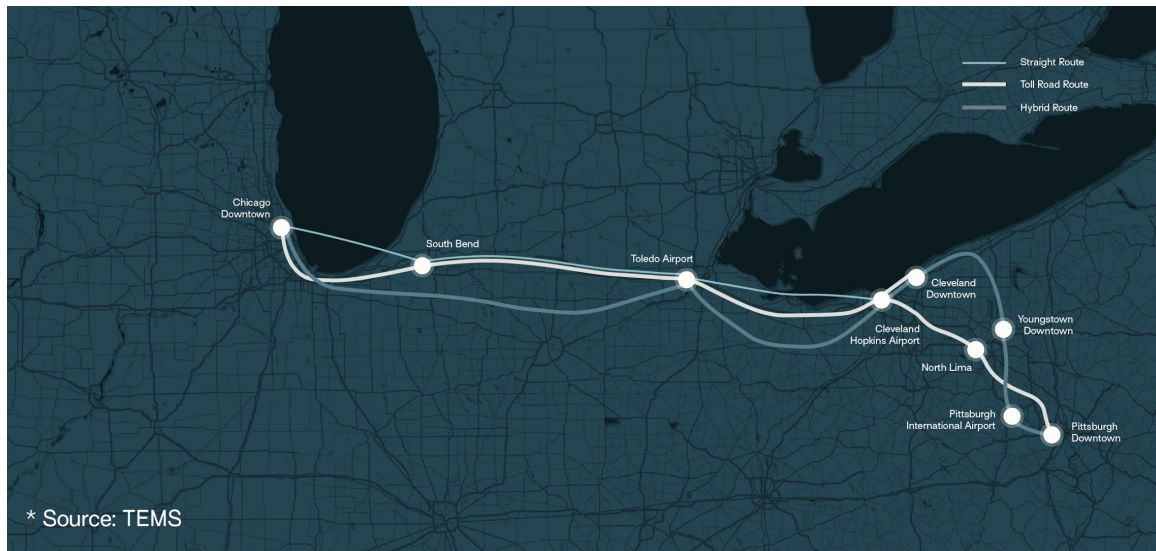 Straight Route
Toll Road Route
Hybrid Route
Chicago
Downtown
South Bend
Toledo Airport
Cleveland
Downtown
Cleveland
Hopkins Airport
Youngstown
Downtown
North Lima
Pittsburgh
International Airport
Pittsburgh
Downtown
* Source: TEMS